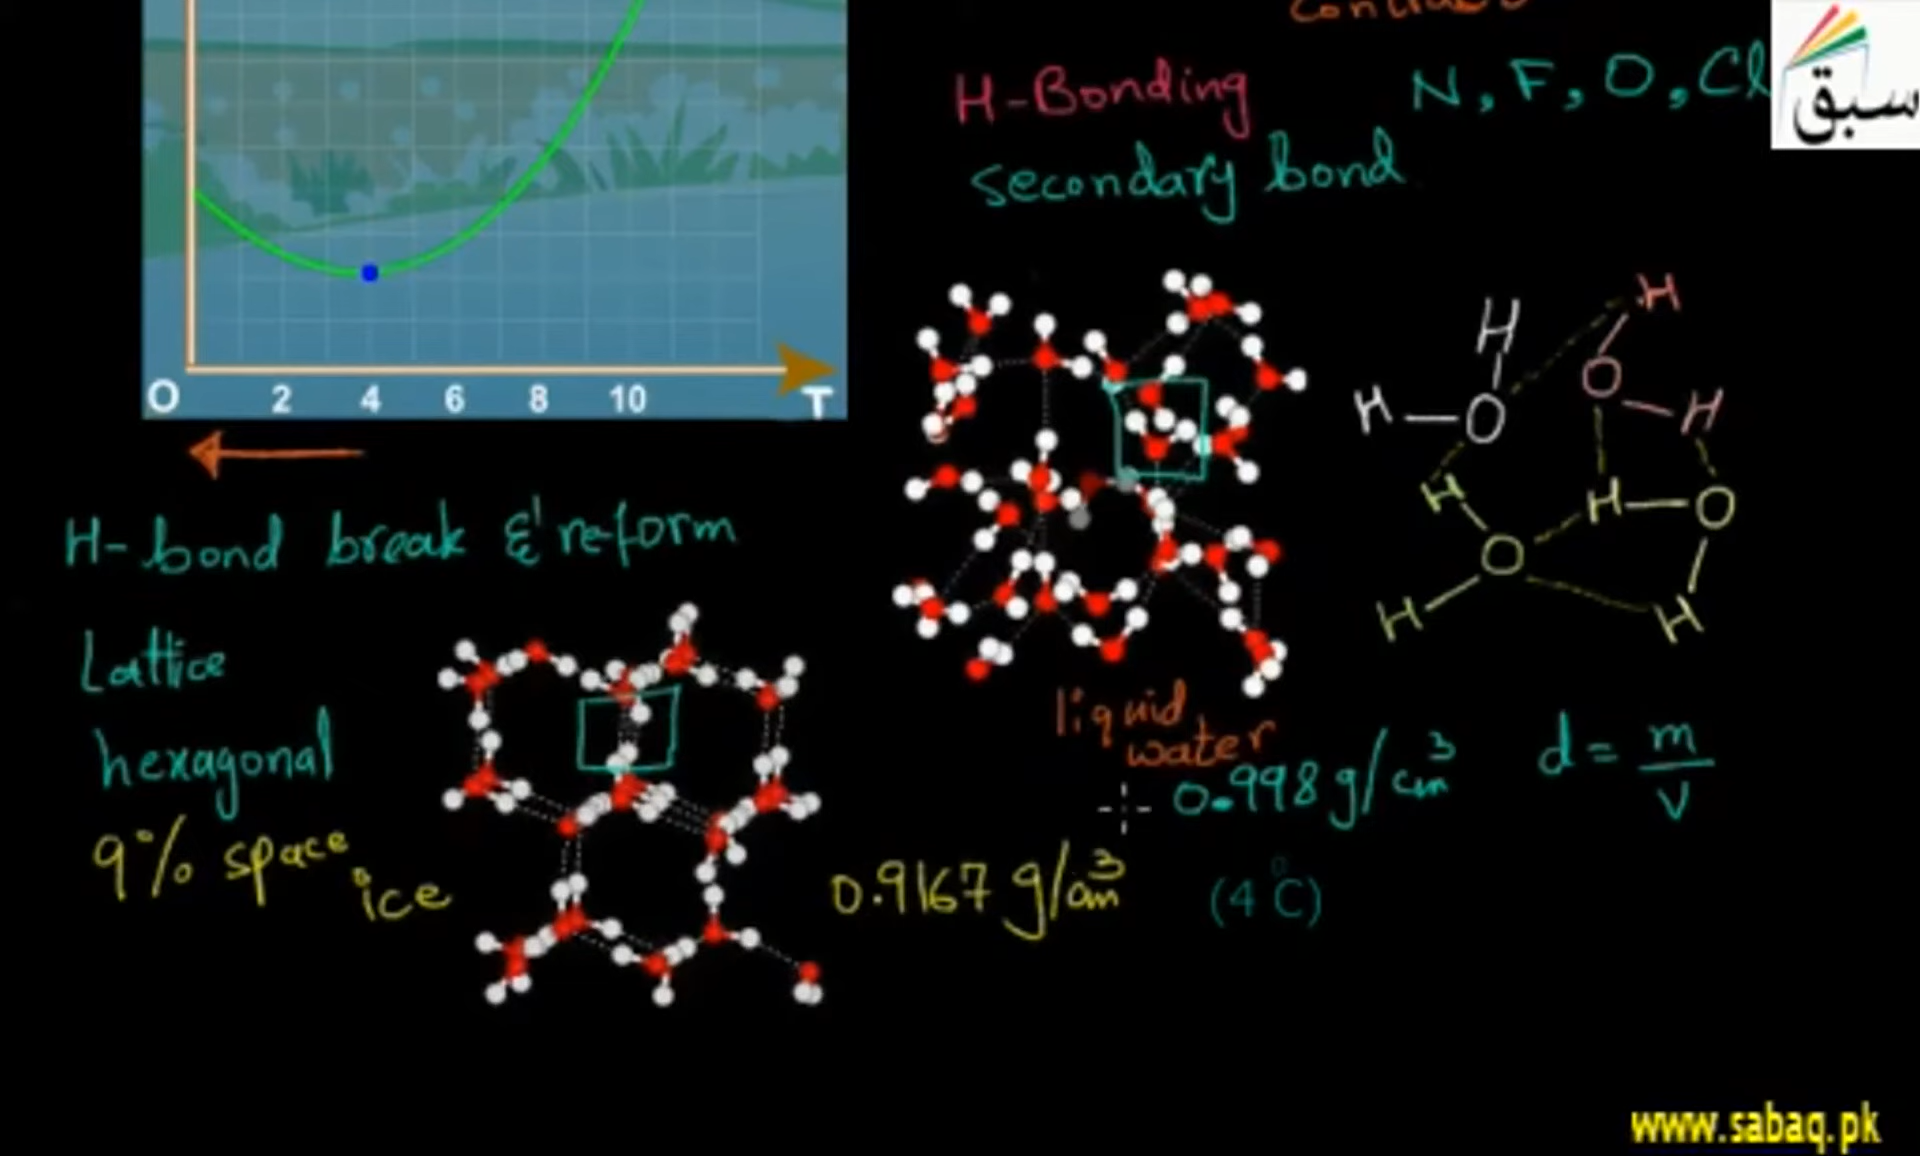 H-Bonding
N, F, O, Cl
سبق
secondary bond
H
H
H
O
O
H
H
H
O
O
H
H
O 2 4 6 8 10 T
H-bond break & reform
Lattice
hexagonal
9% space
ice
0.9167 g/cm³
liquid
water
0.998 g/cm³
d = m/v
(4°C)
www.sabaq.pk